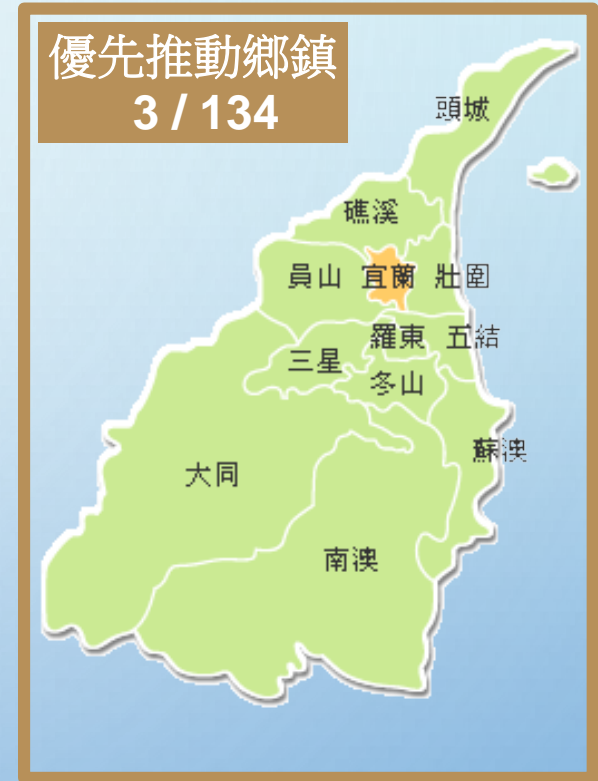 優先推動鄉鎮
3 / 134
頭城
礁溪
員山 宜蘭 壯圍
羅東 五結
三星
冬山
蘇澳
大同
南澳